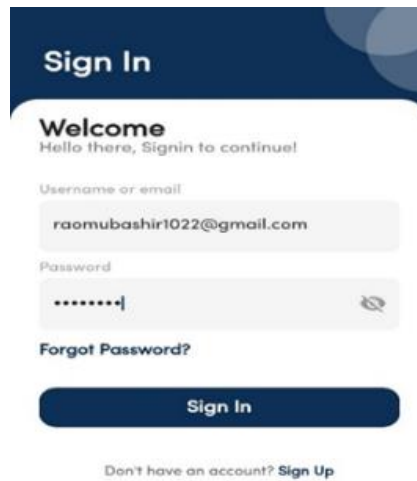 Sign In
Welcome
Hello there, Signin to continue!
Username or email
raomubashir1022@gmail.com
Password
••••••••
Forgot Password?
Sign In
Don't have an account? Sign Up